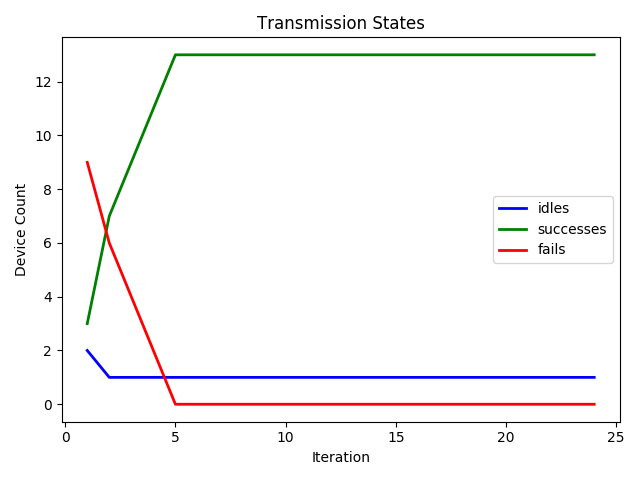 Transmission States
Device Count
12
10
8
6
4
2
0
idles
successes
fails
0 5 10 15 20 25
Iteration